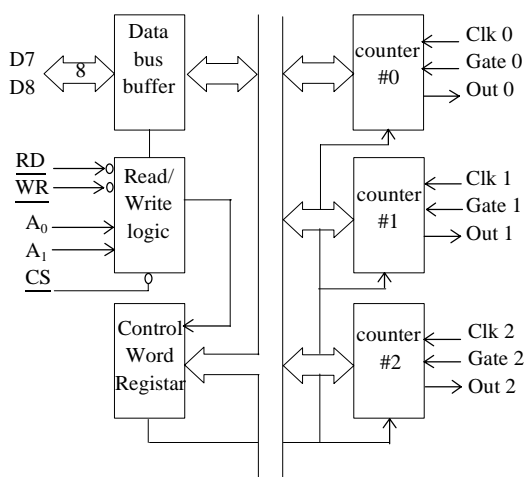 D7
D8
8
Data
bus
buffer
counter
#0
Clk 0
Gate 0
Out 0
RD
WR
A0
A1
CS
Read/
Write
logic
counter
#1
Clk 1
Gate 1
Out 1
Control
Word
Registar
counter
#2
Clk 2
Gate 2
Out 2